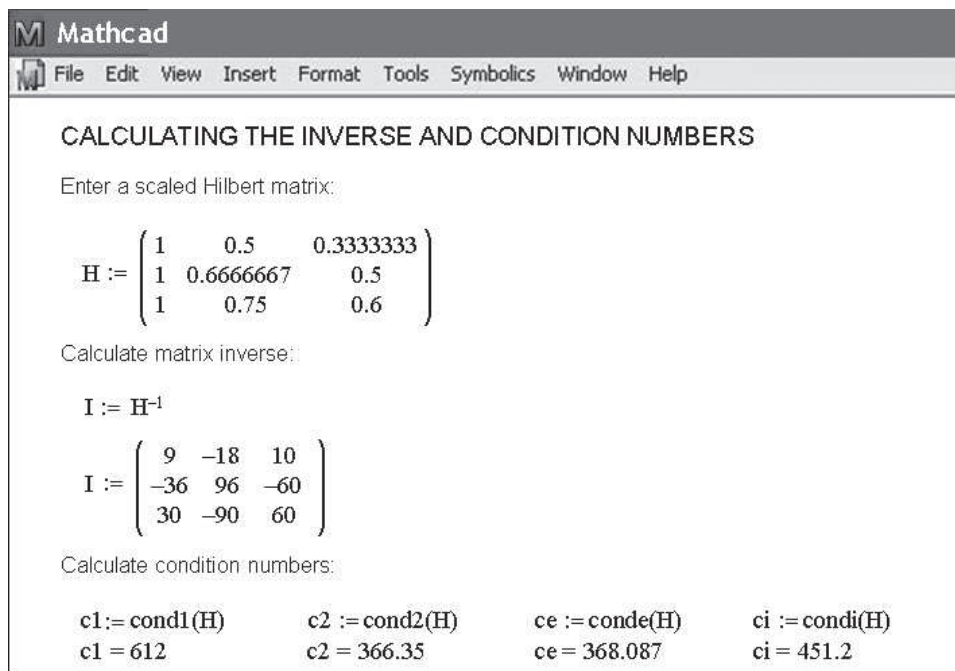 Mathcad
File Edit View Insert Format Tools Symbolics Window Help
CALCULATING THE INVERSE AND CONDITION NUMBERS
Enter a scaled Hilbert matrix:
H := ( 1 0.5 0.3333333
1 0.6666667 0.5
1 0.75 0.6 )
Calculate matrix inverse:
I := H⁻¹
I := ( 9 –18 10
–36 96 –60
30 –90 60 )
Calculate condition numbers:
c1:= cond1(H) c2 := cond2(H) ce := conde(H) ci := condi(H)
c1 = 612 c2 = 366.35 ce = 368.087 ci = 451.2